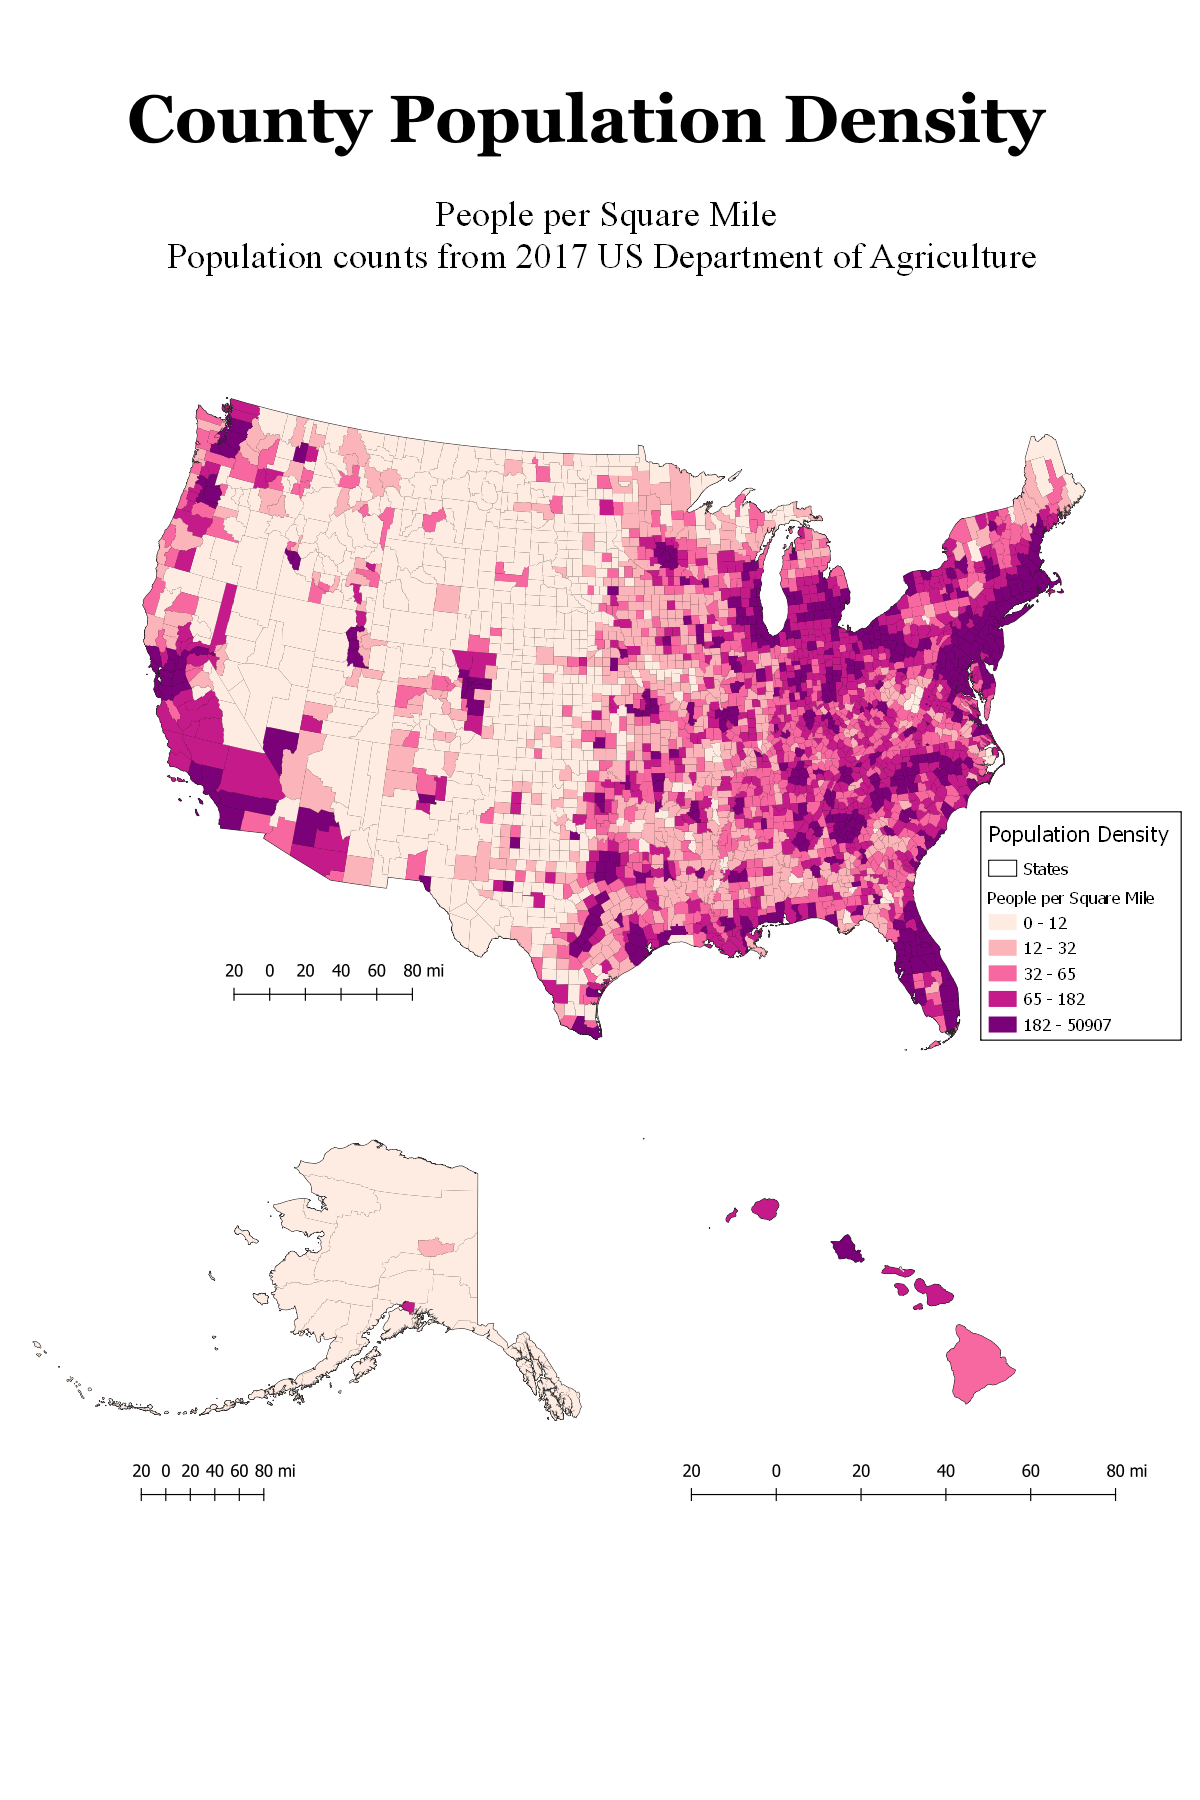 County Population Density
People per Square Mile
Population counts from 2017 US Department of Agriculture
Population Density
States
People per Square Mile
0 - 12
12 - 32
32 - 65
65 - 182
182 - 50907
20 0 20 40 60 80 mi
20 0 20 40 60 80 mi
20 0 20 40 60 80 mi